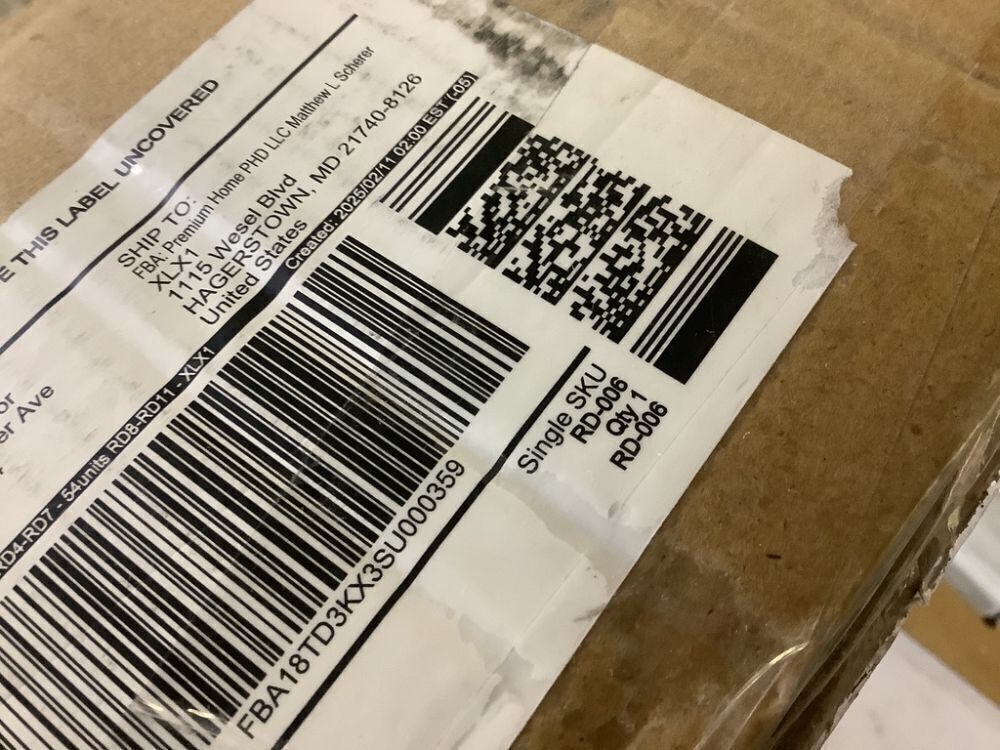 E THIS LABEL UNCOVERED
SHIP TO:
FBA: Premium Home PHD LLC Matthew L Scherer
XLX1
1115 Wesel Blvd
HAGERSTOWN, MD 21740-8126
United States
or
er Ave
Created: 2025/02/11 02:00 EST (-05)
RD4-RD7 - 54units RD8-RD11 - XLX1
FBA18TD3KX3SU000359
Single SKU
RD-006
Qty 1
RD-006